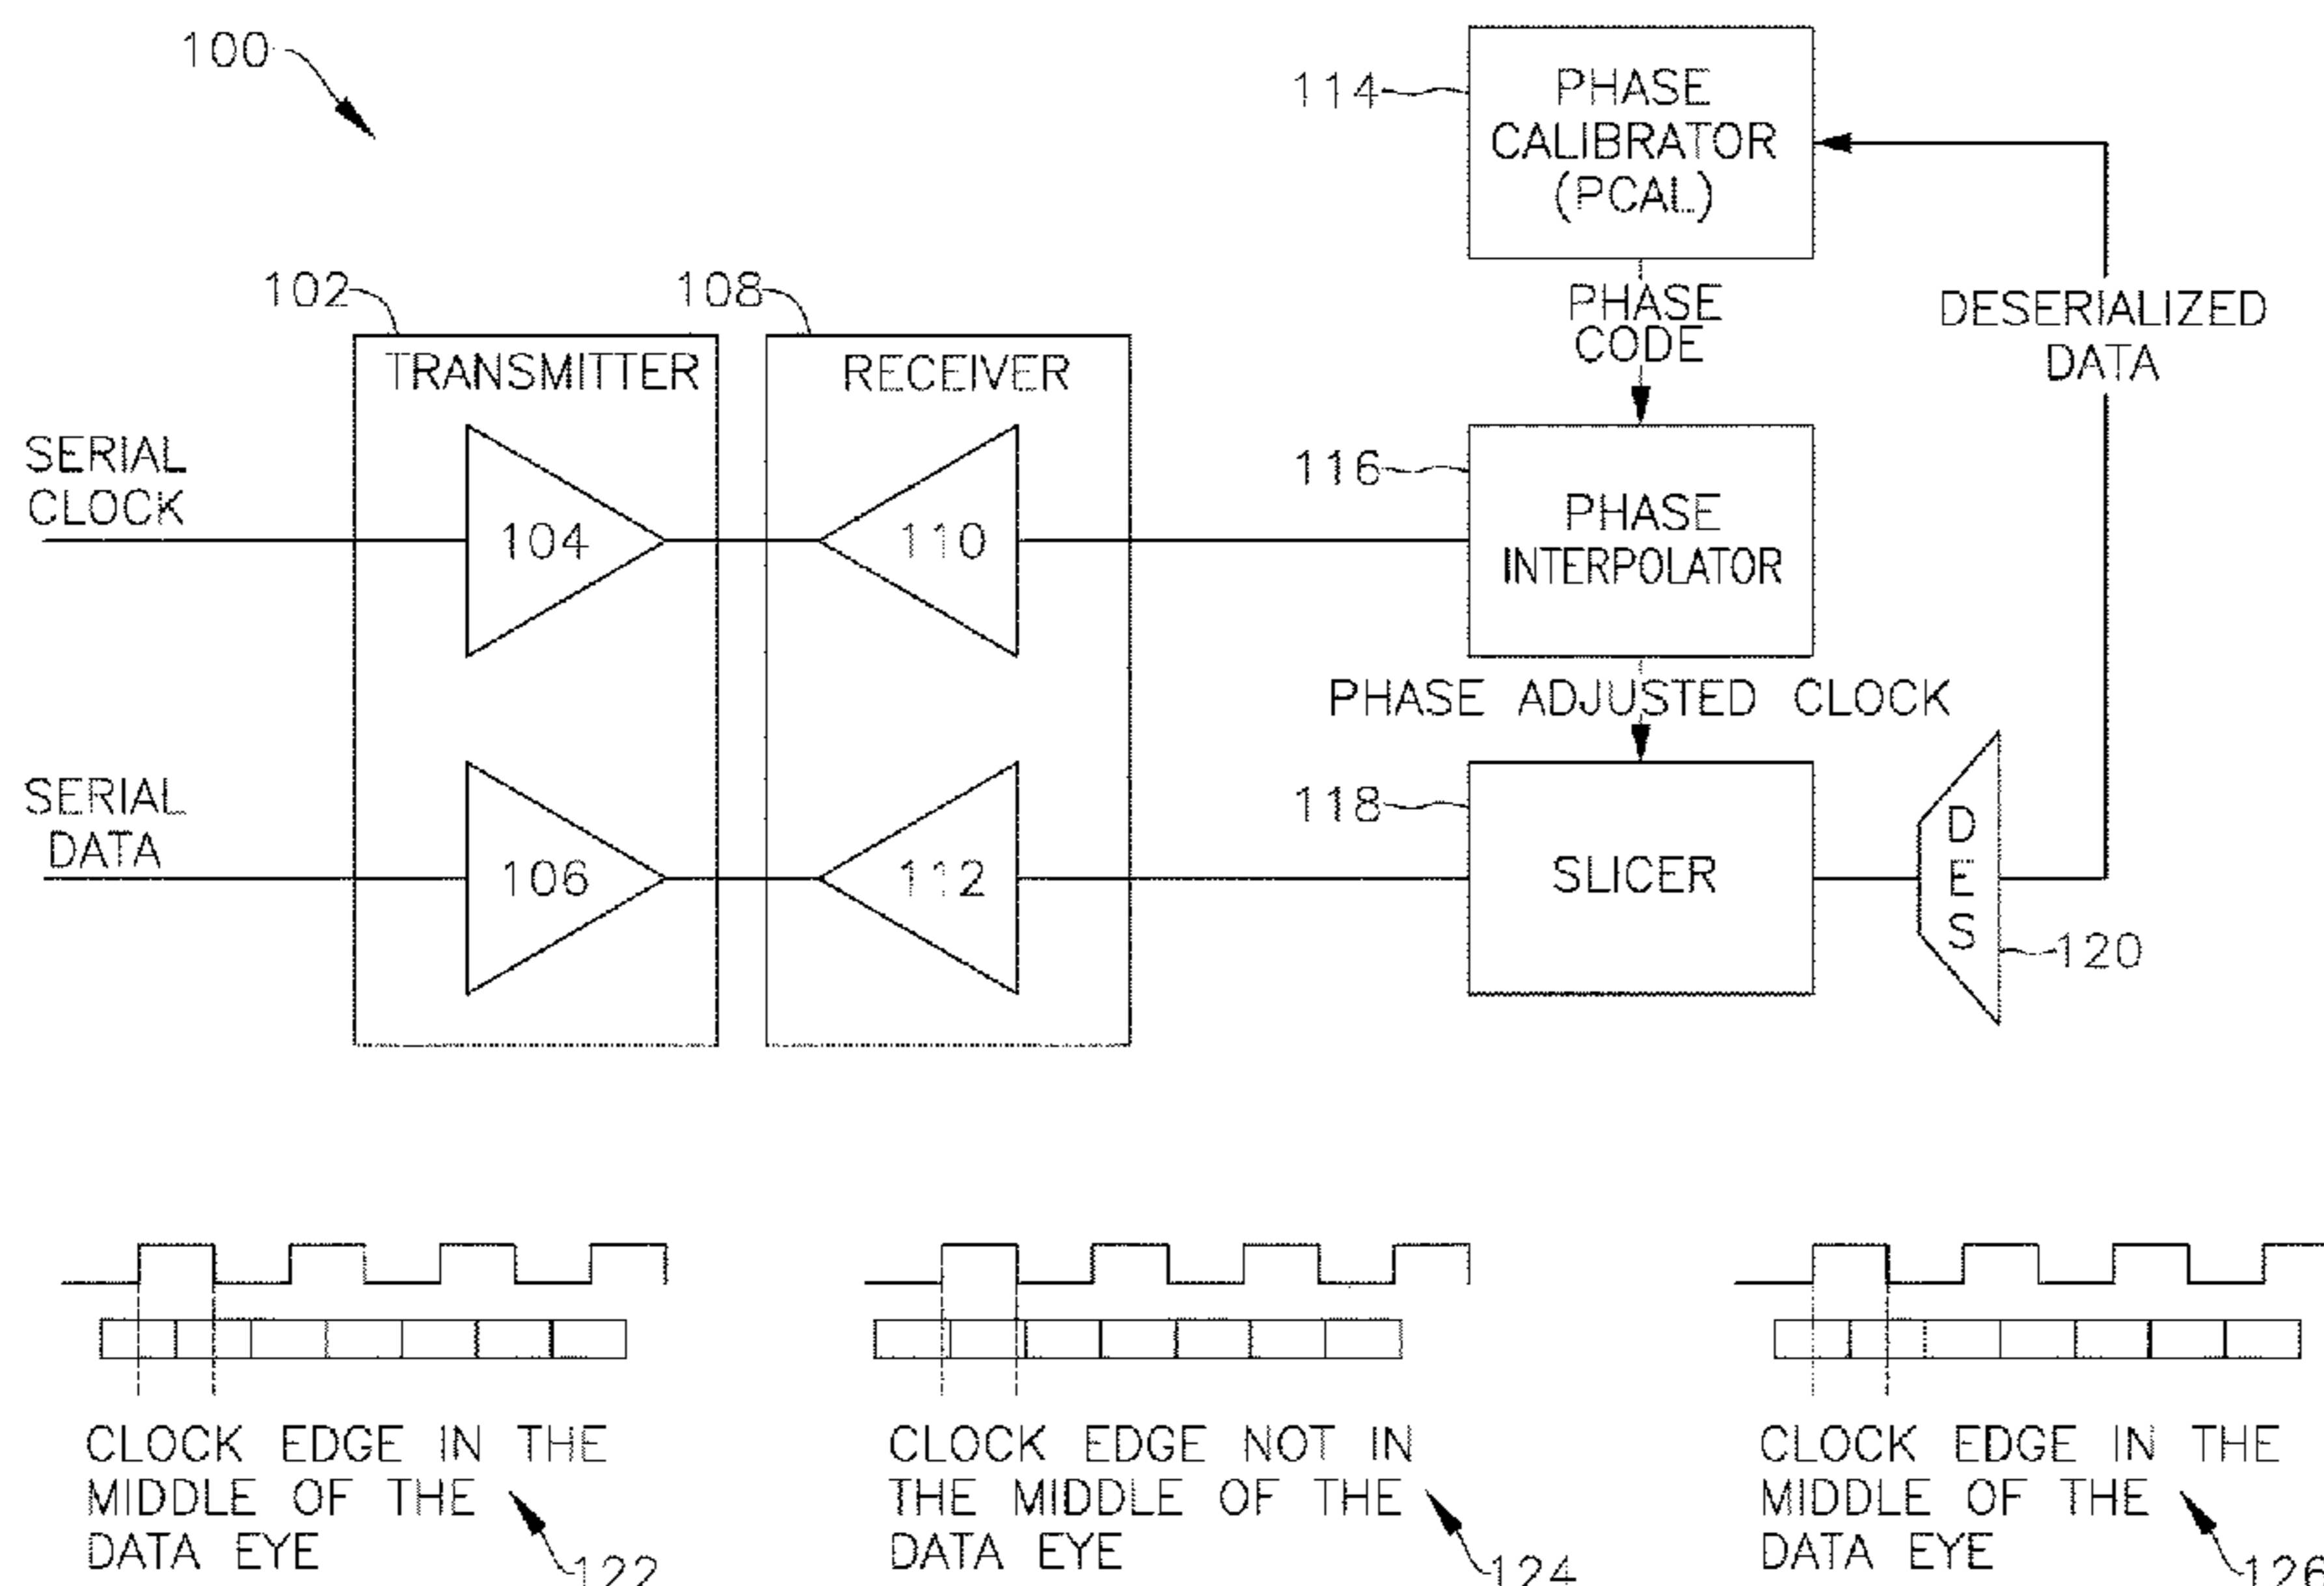 100
114
PHASE
CALIBRATOR
(PCAL)
102
108
PHASE
CODE
DESERIALIZED
DATA
TRANSMITTER
RECEIVER
SERIAL
CLOCK
104
110
116
PHASE
INTERPOLATOR
PHASE ADJUSTED CLOCK
SERIAL
DATA
106
112
118
SLICER
DES
120
CLOCK EDGE IN THE
MIDDLE OF THE
DATA EYE
122
CLOCK EDGE NOT IN
THE MIDDLE OF THE
DATA EYE
124
CLOCK EDGE IN THE
MIDDLE OF THE
DATA EYE
126